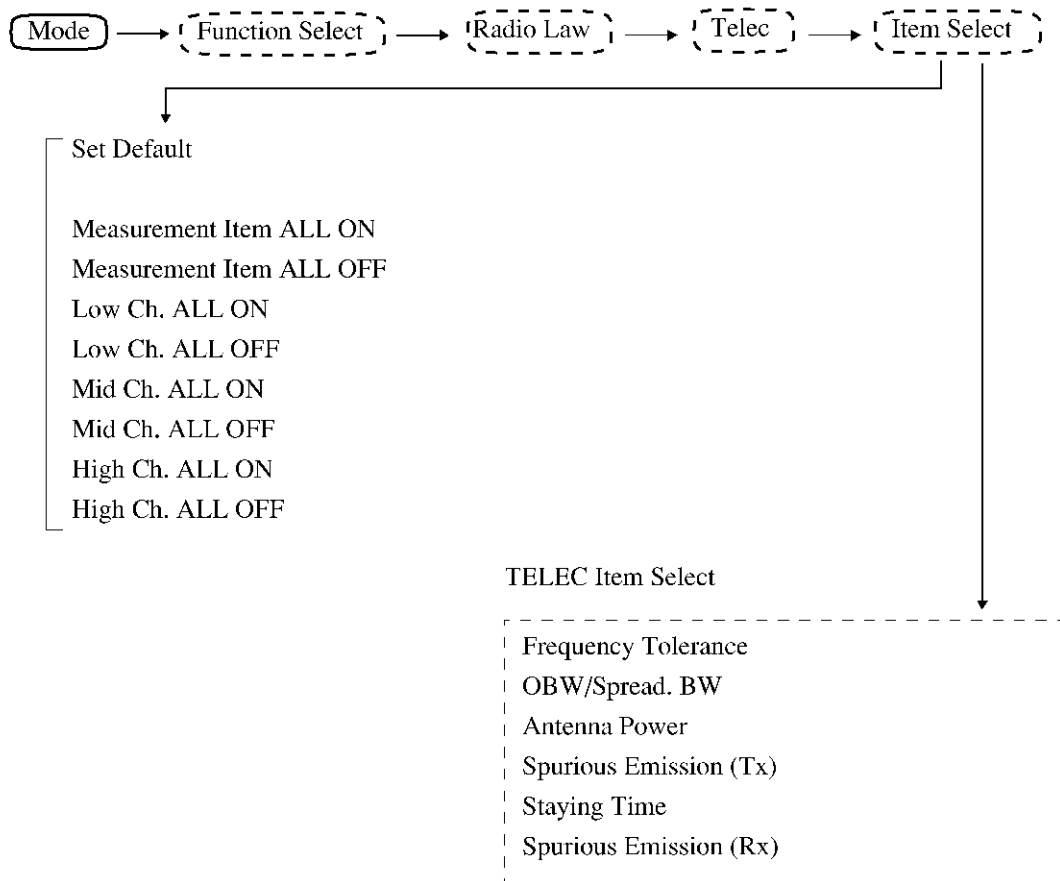 Mode Function Select Radio Law Telec Item Select
Set Default
Measurement Item ALL ON
Measurement Item ALL OFF
Low Ch. ALL ON
Low Ch. ALL OFF
Mid Ch. ALL ON
Mid Ch. ALL OFF
High Ch. ALL ON
High Ch. ALL OFF
TELEC Item Select
Frequency Tolerance
OBW/Spread. BW
Antenna Power
Spurious Emission (Tx)
Staying Time
Spurious Emission (Rx)